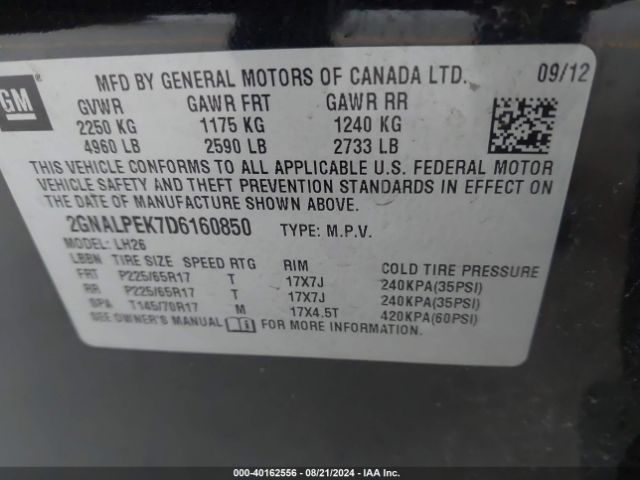 GM
MFD BY GENERAL MOTORS OF CANADA LTD. 09/12
GVWR GAWR FRT GAWR RR
2250 KG 1175 KG 1240 KG
4960 LB 2590 LB 2733 LB
THIS VEHICLE CONFORMS TO ALL APPLICABLE U.S. FEDERAL MOTOR
VEHICLE SAFETY AND THEFT PREVENTION STANDARDS IN EFFECT ON
THE DATE OF MANUFACTURE SHOWN ABOVE.
2GNALPEK7D6160850 TYPE: M.P.V.
MODEL: LH26
LBBN TIRE SIZE SPEED RTG RIM COLD TIRE PRESSURE
FRT P225/65R17 T 17X7J 240KPA(35PSI)
RR P225/65R17 T 17X7J 240KPA(35PSI)
SPA T145/70R17 M 17X4.5T 420KPA(60PSI)
SEE OWNER'S MANUAL FOR MORE INFORMATION.
000-40162556 - 08/21/2024 - IAAI.com